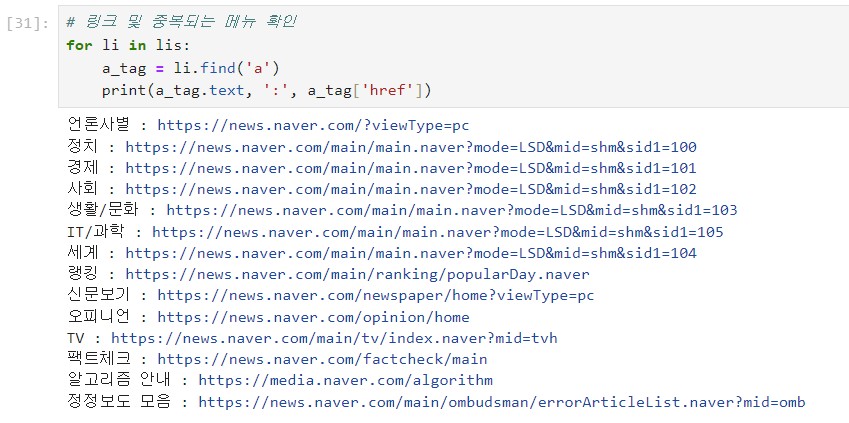 [31]:
# 링크 및 중복되는 메뉴 확인
for li in lis:
    a_tag = li.find('a')
    print(a_tag.text, ':', a_tag['href'])
언론사별 : https://news.naver.com/?viewType=pc
정치 : https://news.naver.com/main/main.naver?mode=LSD&mid=shm&sid1=100
경제 : https://news.naver.com/main/main.naver?mode=LSD&mid=shm&sid1=101
사회 : https://news.naver.com/main/main.naver?mode=LSD&mid=shm&sid1=102
생활/문화 : https://news.naver.com/main/main.naver?mode=LSD&mid=shm&sid1=103
IT/과학 : https://news.naver.com/main/main.naver?mode=LSD&mid=shm&sid1=105
세계 : https://news.naver.com/main/main.naver?mode=LSD&mid=shm&sid1=104
랭킹 : https://news.naver.com/main/ranking/popularDay.naver
신문보기 : https://news.naver.com/newspaper/home?viewType=pc
오피니언 : https://news.naver.com/opinion/home
TV : https://news.naver.com/main/tv/index.naver?mid=tvh
팩트체크 : https://news.naver.com/factcheck/main
알고리즘 안내 : https://media.naver.com/algorithm
정정보도 모음 : https://news.naver.com/main/ombudsman/errorArticleList.naver?mid=omb